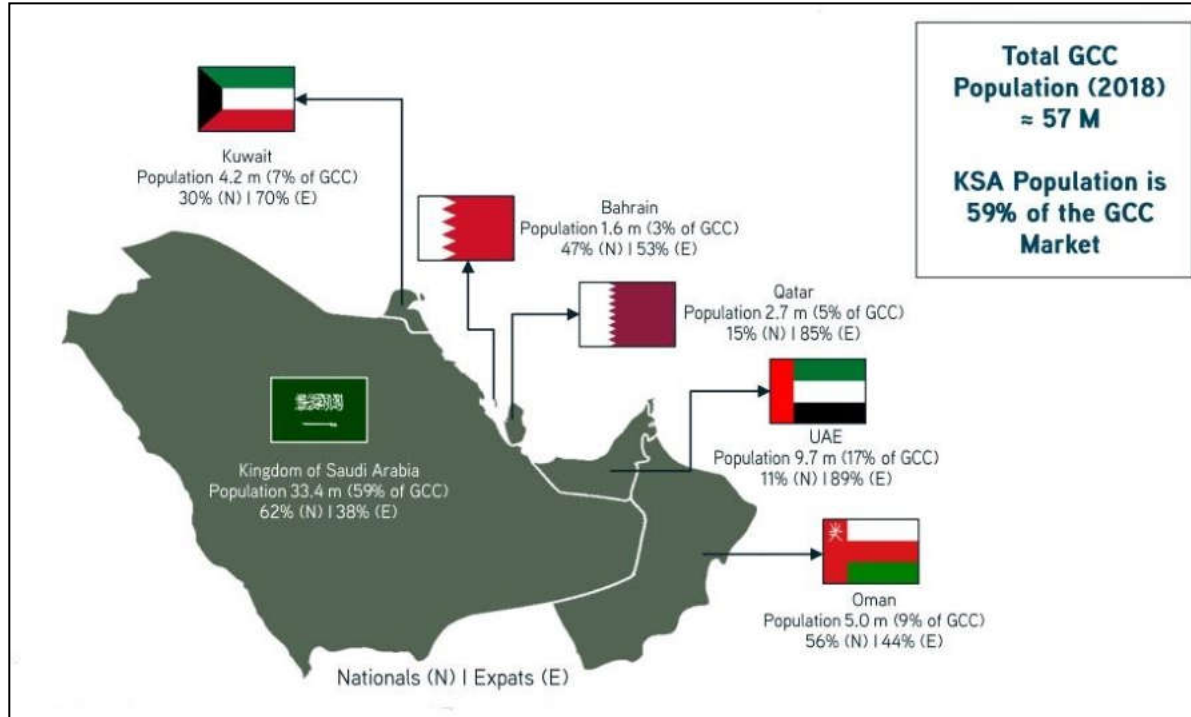 Total GCC
Population (2018)
≈ 57 M
KSA Population is
59% of the GCC
Market
Kuwait
Population 4.2 m (7% of GCC)
30% (N) I 70% (E)
Bahrain
Population 1.6 m (3% of GCC)
47% (N) I 53% (E)
Qatar
Population 2.7 m (5% of GCC)
15% (N) I 85% (E)
UAE
Population 9.7 m (17% of GCC)
11% (N) I 89% (E)
Kingdom of Saudi Arabia
Population 33.4 m (59% of GCC)
62% (N) I 38% (E)
Oman
Population 5.0 m (9% of GCC)
56% (N) I 44% (E)
Nationals (N) I Expats (E)